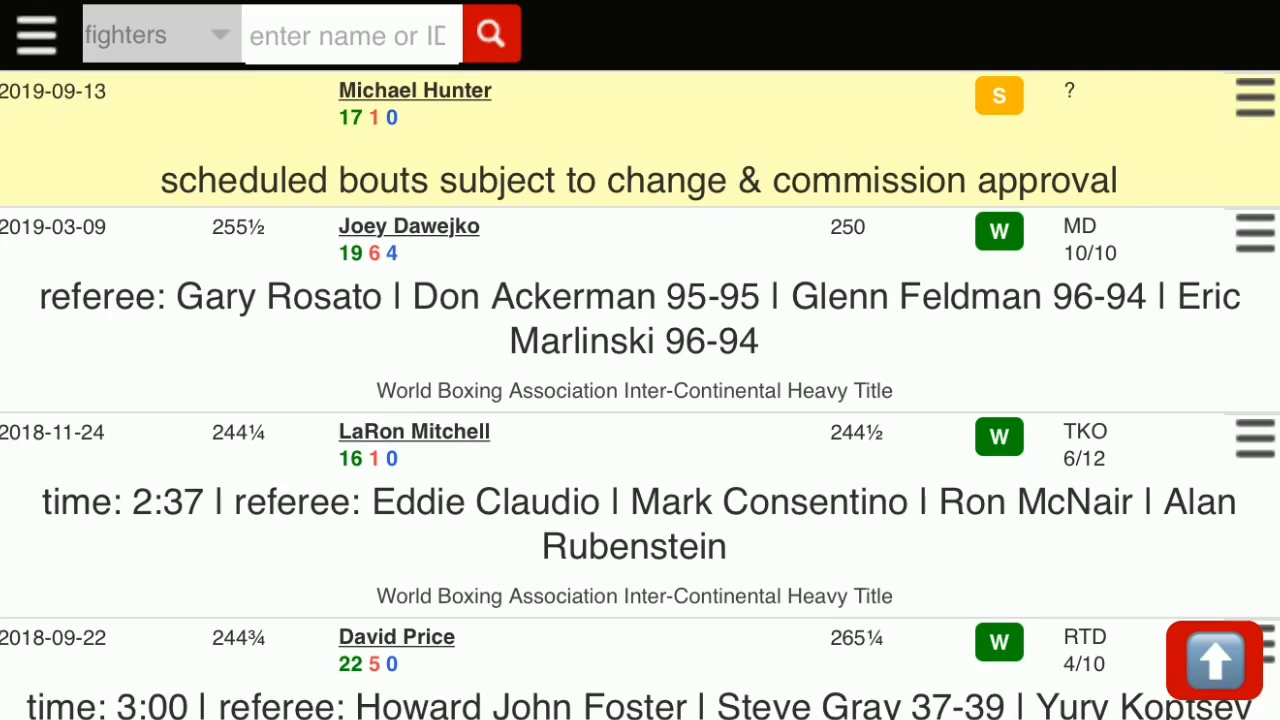 fighters
enter name or ID
2019-09-13 Michael Hunter S ?
17 1 0
scheduled bouts subject to change & commission approval
2019-03-09 255½ Joey Dawejko 250 W MD
19 6 4 10/10
referee: Gary Rosato | Don Ackerman 95-95 | Glenn Feldman 96-94 | Eric
Marlinski 96-94
World Boxing Association Inter-Continental Heavy Title
2018-11-24 244¼ LaRon Mitchell 244½ W TKO
16 1 0 6/12
time: 2:37 | referee: Eddie Claudio | Mark Consentino | Ron McNair | Alan
Rubenstein
World Boxing Association Inter-Continental Heavy Title
2018-09-22 244¾ David Price 265¼ W RTD
22 5 0 4/10
time: 3:00 | referee: Howard John Foster | Steve Gray 37-39 | Yury Koptsev